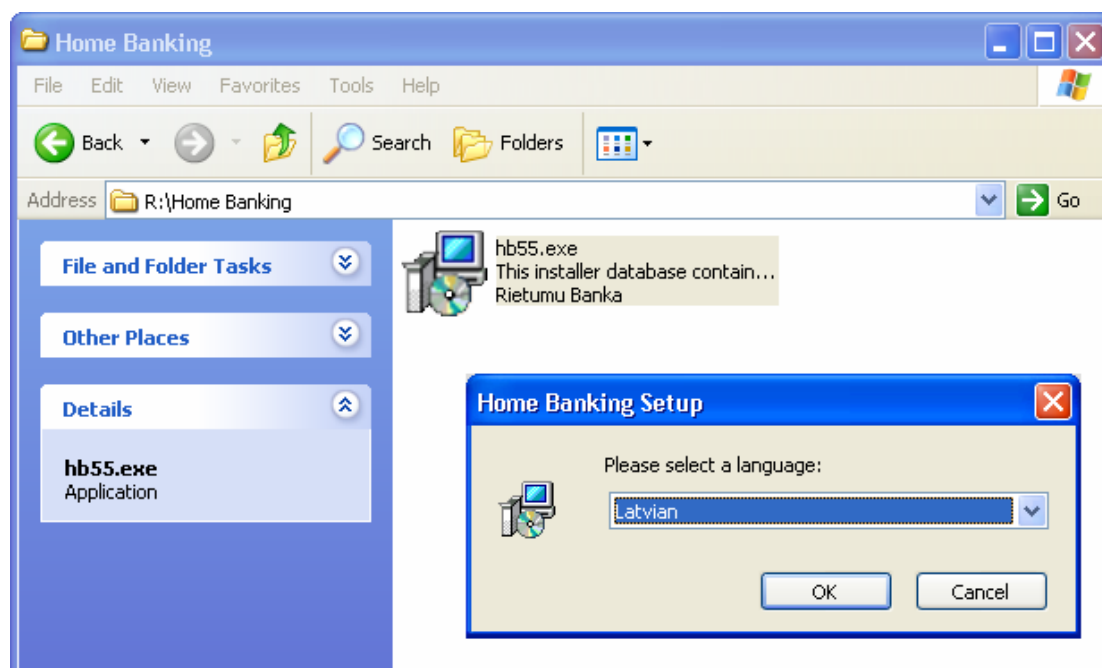 Home Banking
File Edit View Favorites Tools Help
Back Search Folders
Address R:\Home Banking Go
File and Folder Tasks
Other Places
Details
hb55.exe
Application
hb55.exe
This installer database contain...
Rietumu Banka
Home Banking Setup
Please select a language:
Latvian
OK Cancel